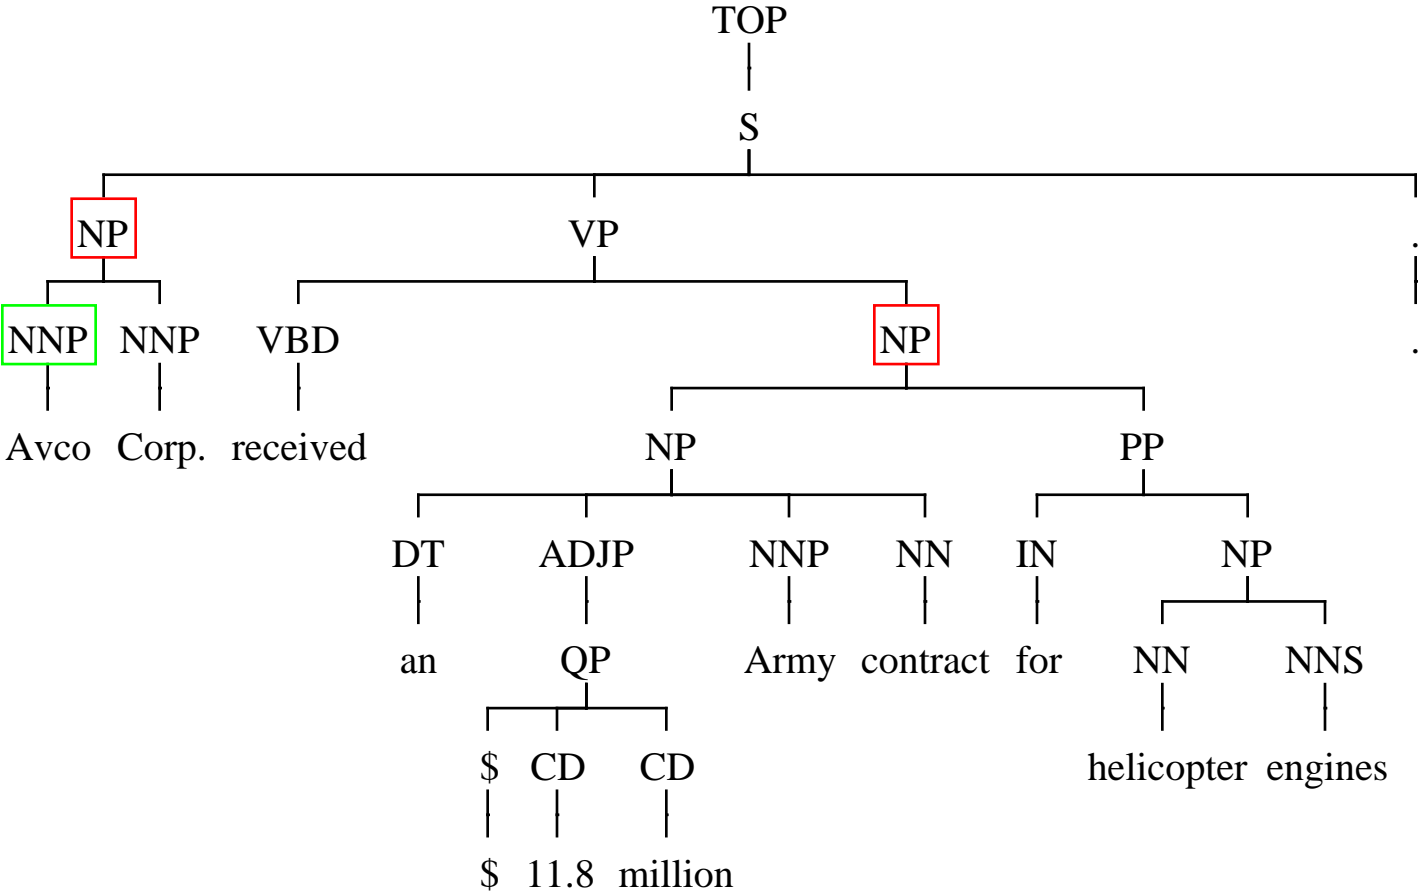 TOP
S
NP VP .
NNP NNP VBD NP .
Avco Corp. received NP PP
DT ADJP NNP NN IN NP
an QP Army contract for NN NNS
$ CD CD helicopter engines
$ 11.8 million